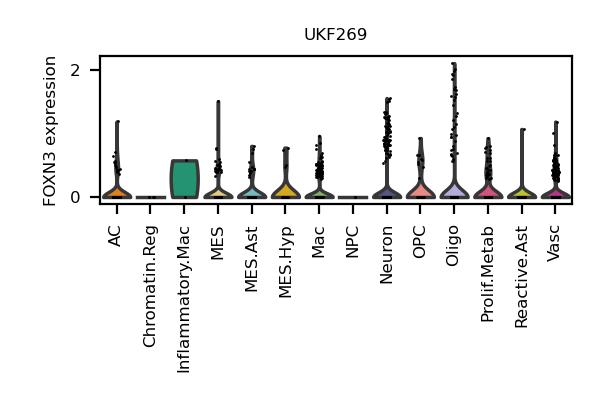 UKF269
FOXN3 expression
2
0
AC
Chromatin.Reg
Inflammatory.Mac
MES
MES.Ast
MES.Hyp
Mac
NPC
Neuron
OPC
Oligo
Prolif.Metab
Reactive.Ast
Vasc